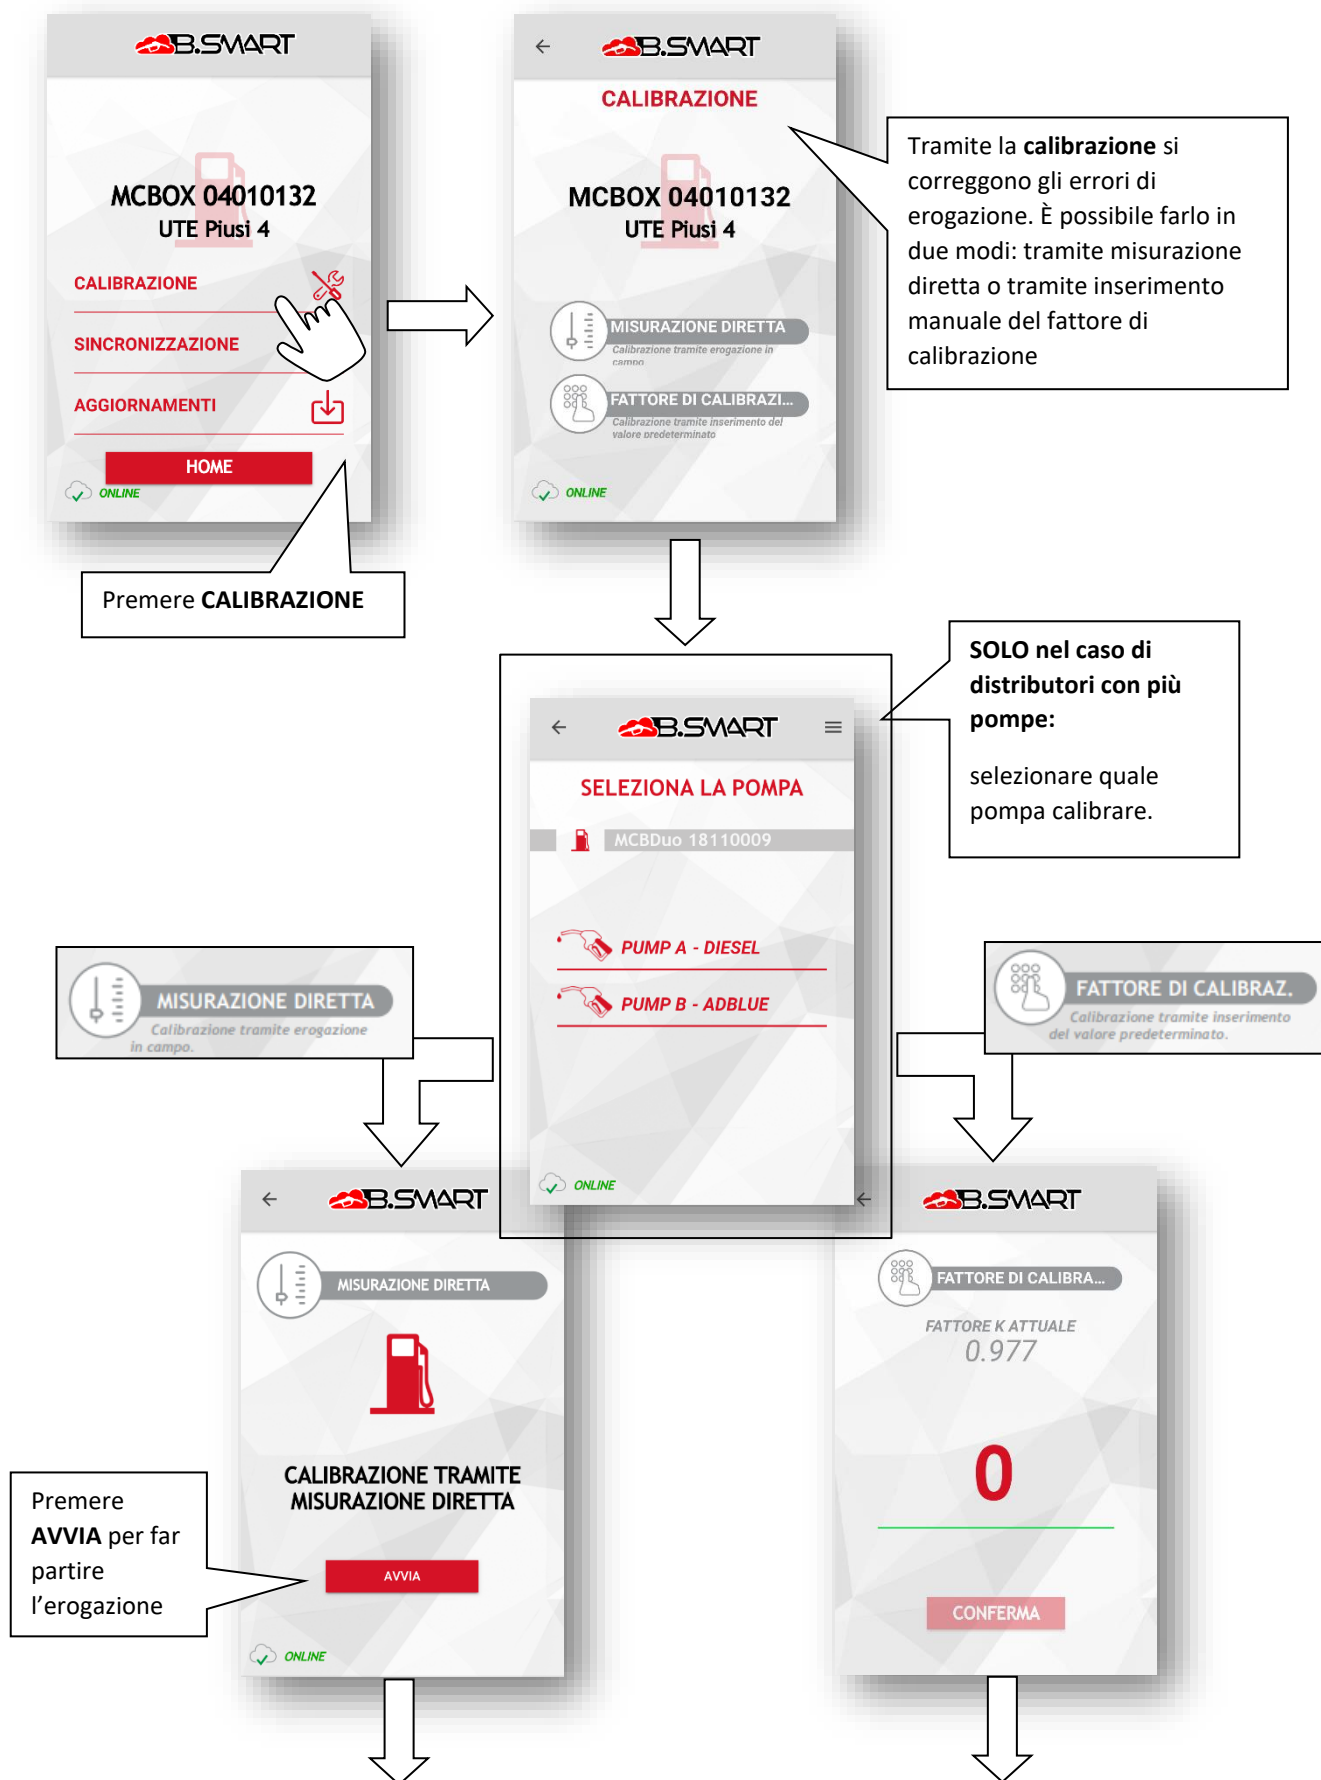 B.SMART
MCBOX 04010132
UTE Piusi 4
CALIBRAZIONE
SINCRONIZZAZIONE
AGGIORNAMENTI
HOME
ONLINE
Premere CALIBRAZIONE
B.SMART
CALIBRAZIONE
MCBOX 04010132
UTE Piusi 4
MISURAZIONE DIRETTA
Calibrazione tramite erogazione in
campo
FATTORE DI CALIBRAZI...
Calibrazione tramite inserimento del
valore predeterminato
ONLINE
Tramite la calibrazione si
correggono gli errori di
erogazione. È possibile farlo in
due modi: tramite misurazione
diretta o tramite inserimento
manuale del fattore di
calibrazione
B.SMART
SELEZIONA LA POMPA
MCBDuo 18110009
PUMP A - DIESEL
PUMP B - ADBLUE
ONLINE
SOLO nel caso di
distributori con più
pompe:
selezionare quale
pompa calibrare.
MISURAZIONE DIRETTA
Calibrazione tramite erogazione
in campo.
FATTORE DI CALIBRAZ.
Calibrazione tramite inserimento
del valore predeterminato.
B.SMART
MISURAZIONE DIRETTA
CALIBRAZIONE TRAMITE
MISURAZIONE DIRETTA
AVVIA
ONLINE
Premere
AVVIA per far
partire
l'erogazione
B.SMART
FATTORE DI CALIBRA...
FATTORE K ATTUALE
0.977
0
CONFERMA